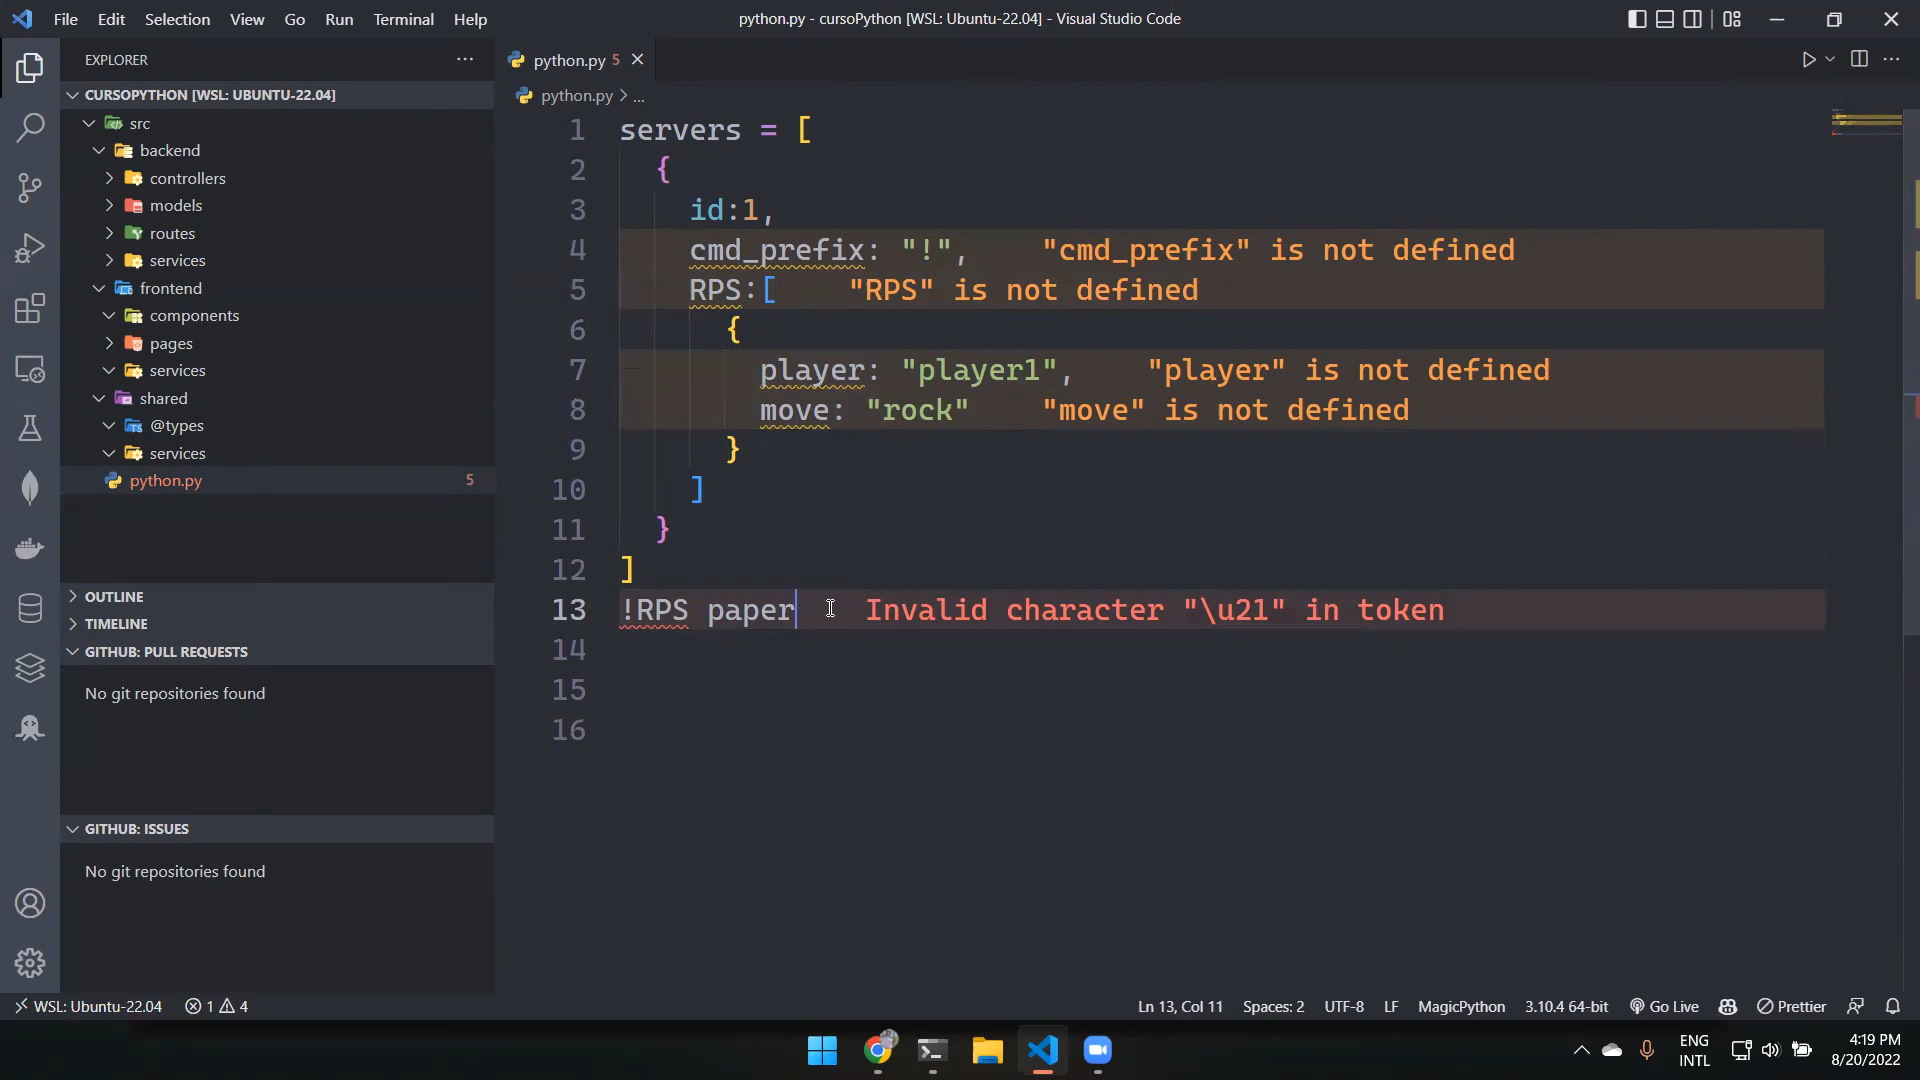 File Edit Selection View Go Run Terminal Help
python.py - cursoPython [WSL: Ubuntu-22.04] - Visual Studio Code
EXPLORER
CURSOPYTHON [WSL: UBUNTU-22.04]
src
backend
controllers
models
routes
services
frontend
components
pages
services
shared
@types
services
python.py 5
OUTLINE
TIMELINE
GITHUB: PULL REQUESTS
No git repositories found
GITHUB: ISSUES
No git repositories found
python.py 5
python.py > ...
1 servers = [
2 {
3 id:1,
4 cmd_prefix: "!", "cmd_prefix" is not defined
5 RPS:[ "RPS" is not defined
6 {
7 player: "player1", "player" is not defined
8 move: "rock" "move" is not defined
9 }
10 ]
11 }
12 ]
13 !RPS paper Invalid character "\u21" in token
14
15
16
WSL: Ubuntu-22.04 1 4 Ln 13, Col 11 Spaces: 2 UTF-8 LF MagicPython 3.10.4 64-bit Go Live Prettier
ENG
INTL
4:19 PM
8/20/2022